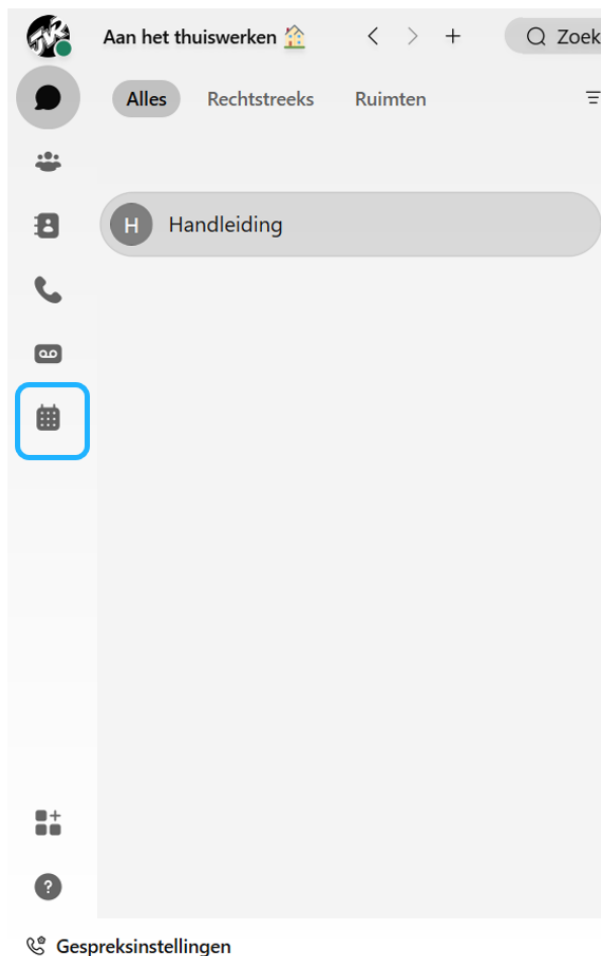 Aan het thuiswerken 🏠
Zoek
Alles Rechtstreeks Ruimten
H Handleiding
Gespreksinstellingen